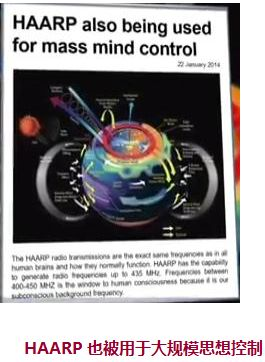 HAARP also being used
for mass mind control
22 January 2014
The HAARP radio transmissions are the exact same frequencies as in all
human brains and how they normally function. HAARP has the capability
to generate radio frequencies up to 435 MHz. Frequencies between
400-450 MHZ is the window to human consciousness because it is our
subconscious background frequency.
HAARP 也被用于大规模思想控制